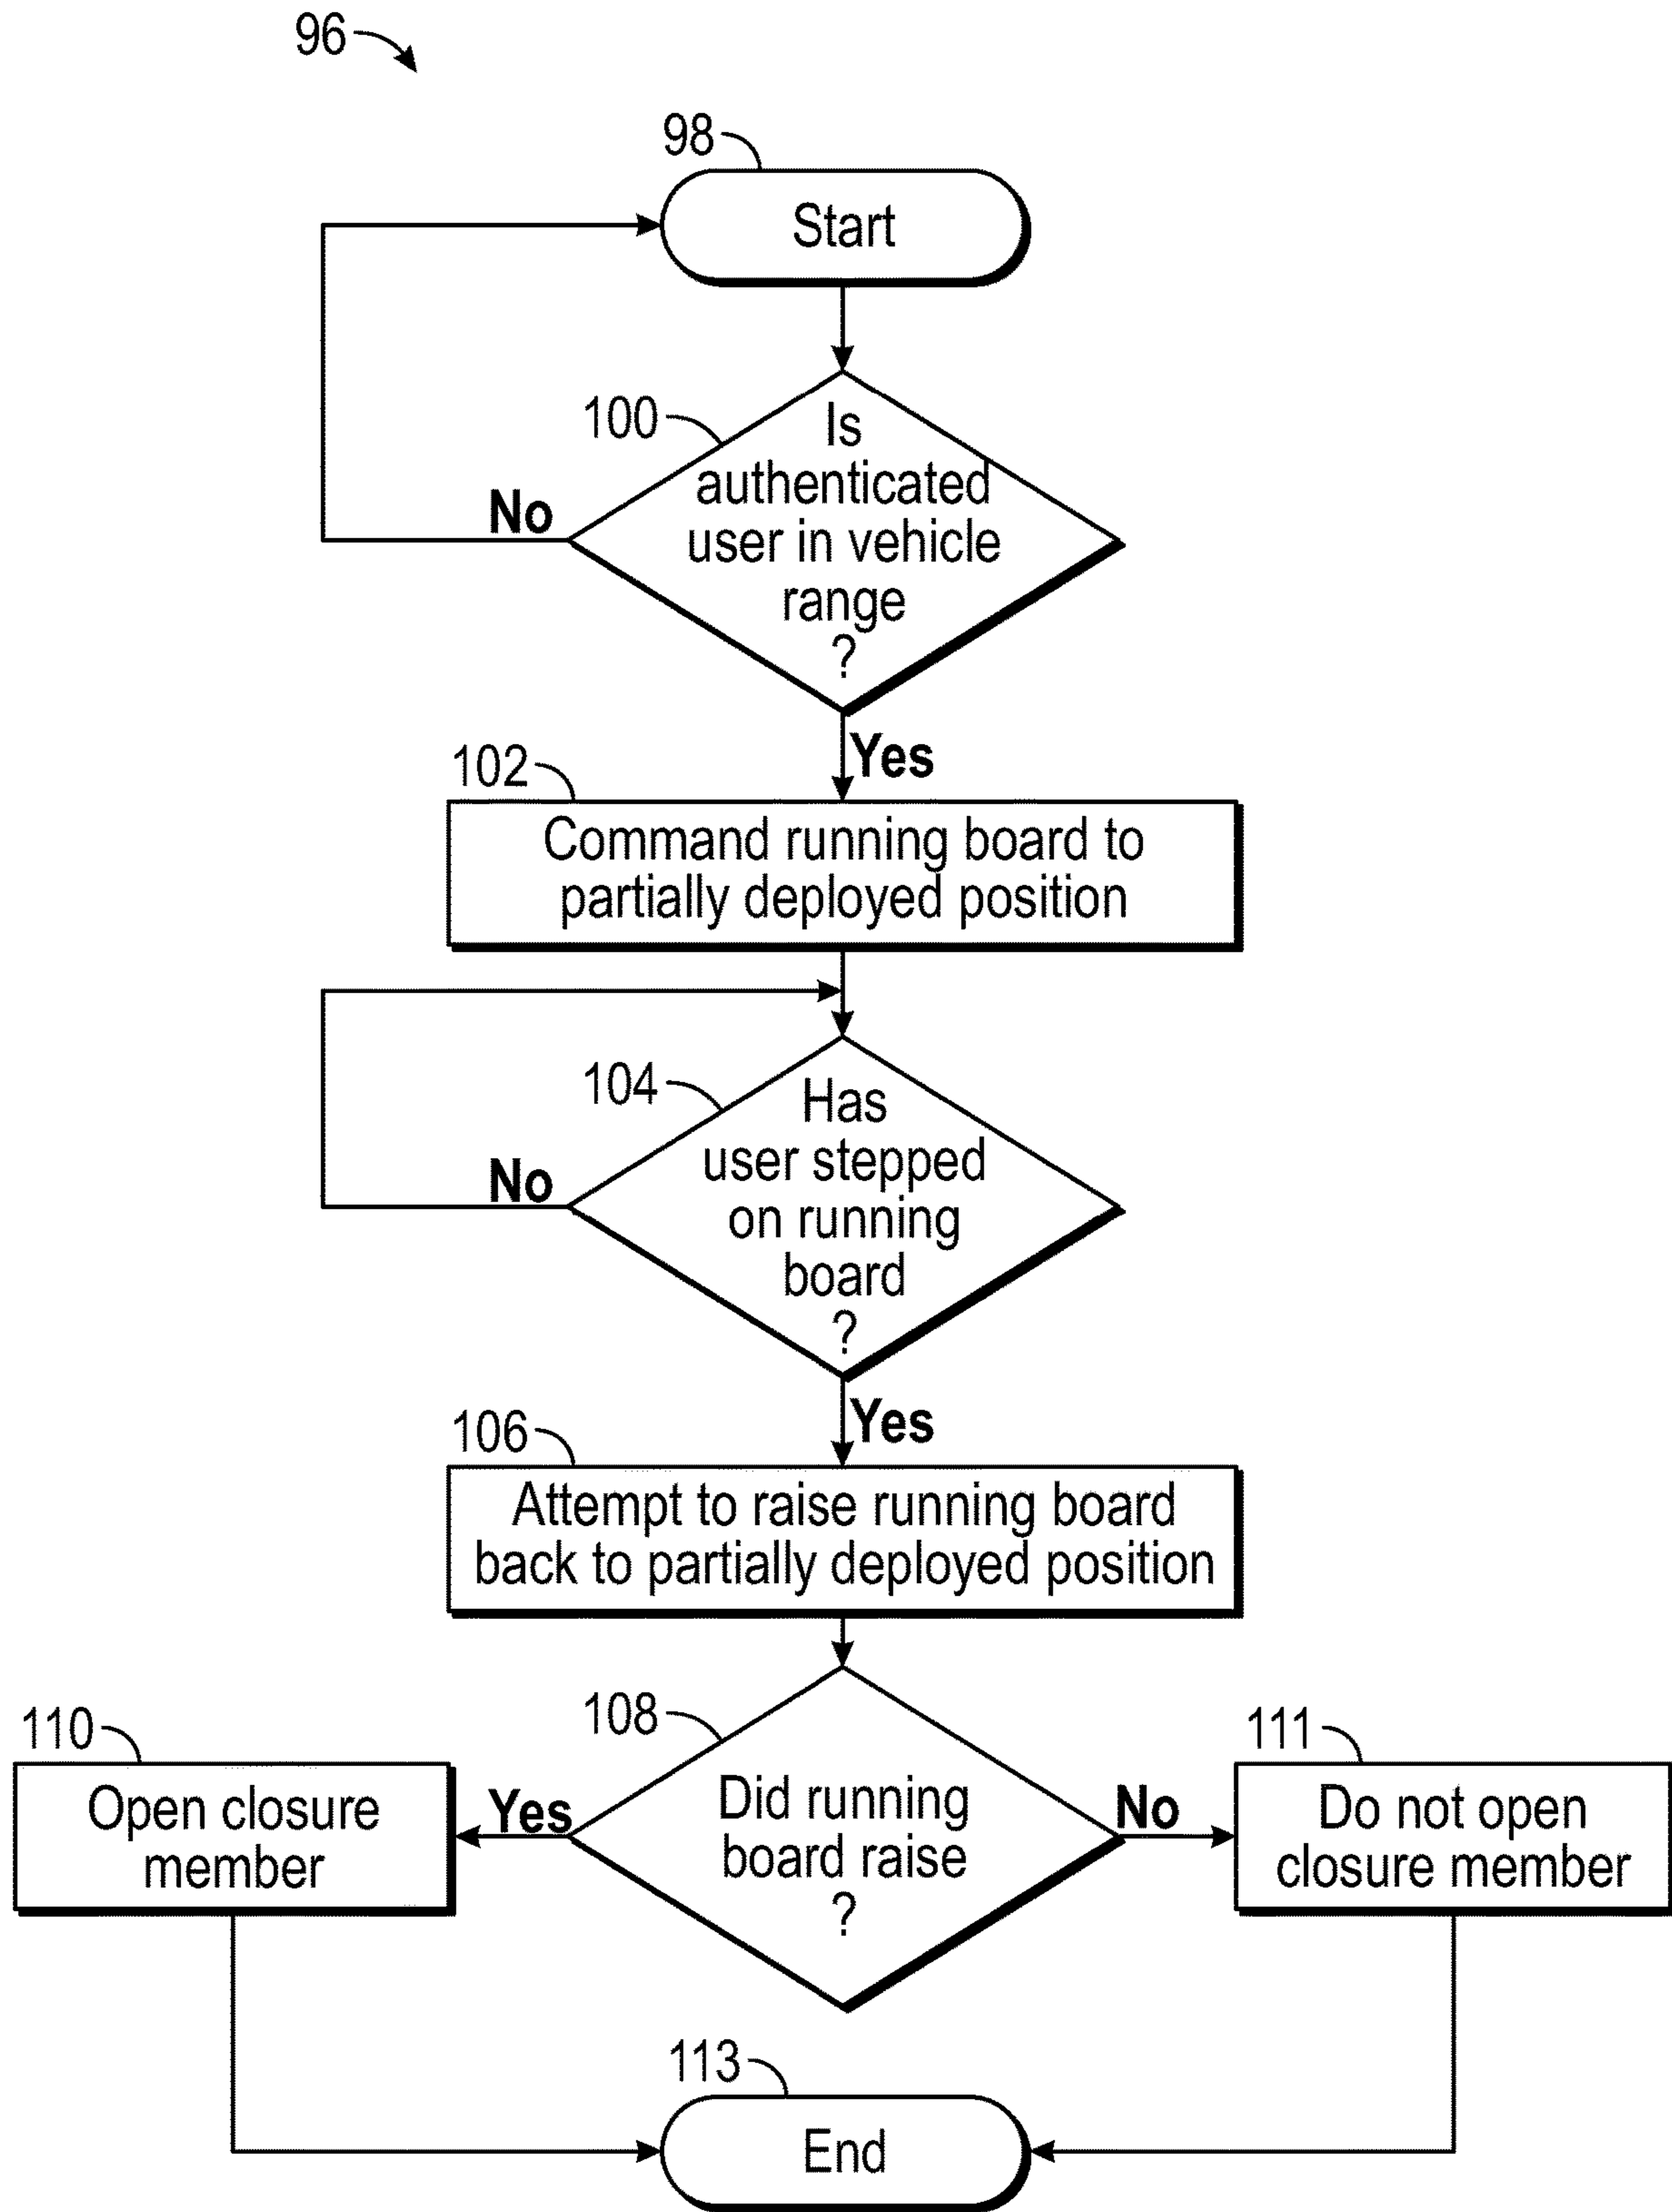 96
98
Start
100
Is
authenticated
user in vehicle
range
?
No
Yes
102
Command running board to
partially deployed position
104
Has
user stepped
on running
board
?
No
Yes
106
Attempt to raise running board
back to partially deployed position
108
Did running
board raise
?
Yes
No
110
Open closure
member
111
Do not open
closure member
113
End